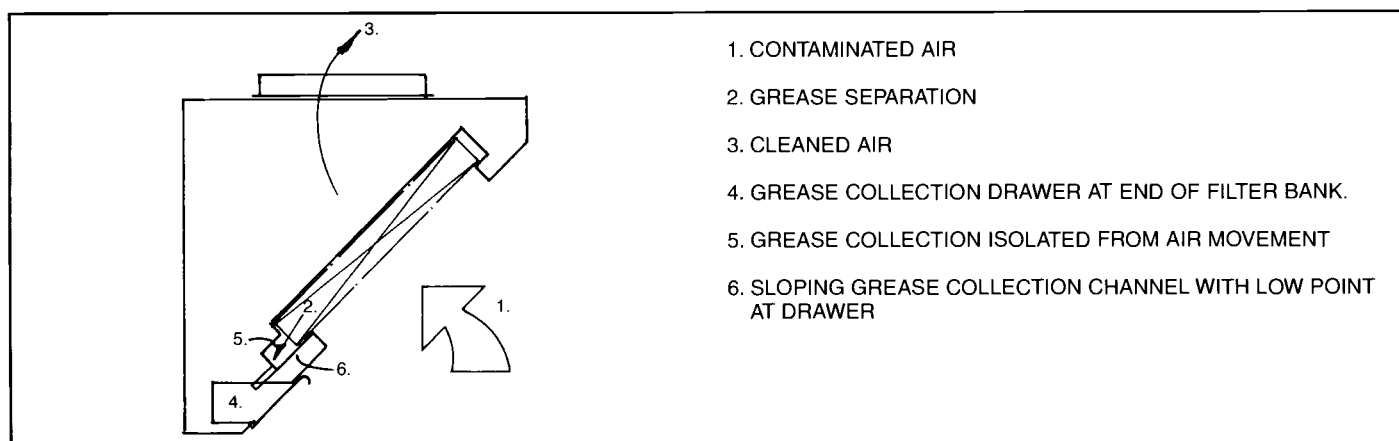 3.
1. CONTAMINATED AIR
2. GREASE SEPARATION
3. CLEANED AIR
4. GREASE COLLECTION DRAWER AT END OF FILTER BANK.
5. GREASE COLLECTION ISOLATED FROM AIR MOVEMENT
6. SLOPING GREASE COLLECTION CHANNEL WITH LOW POINT
AT DRAWER
2.
1.
5.
6.
4.